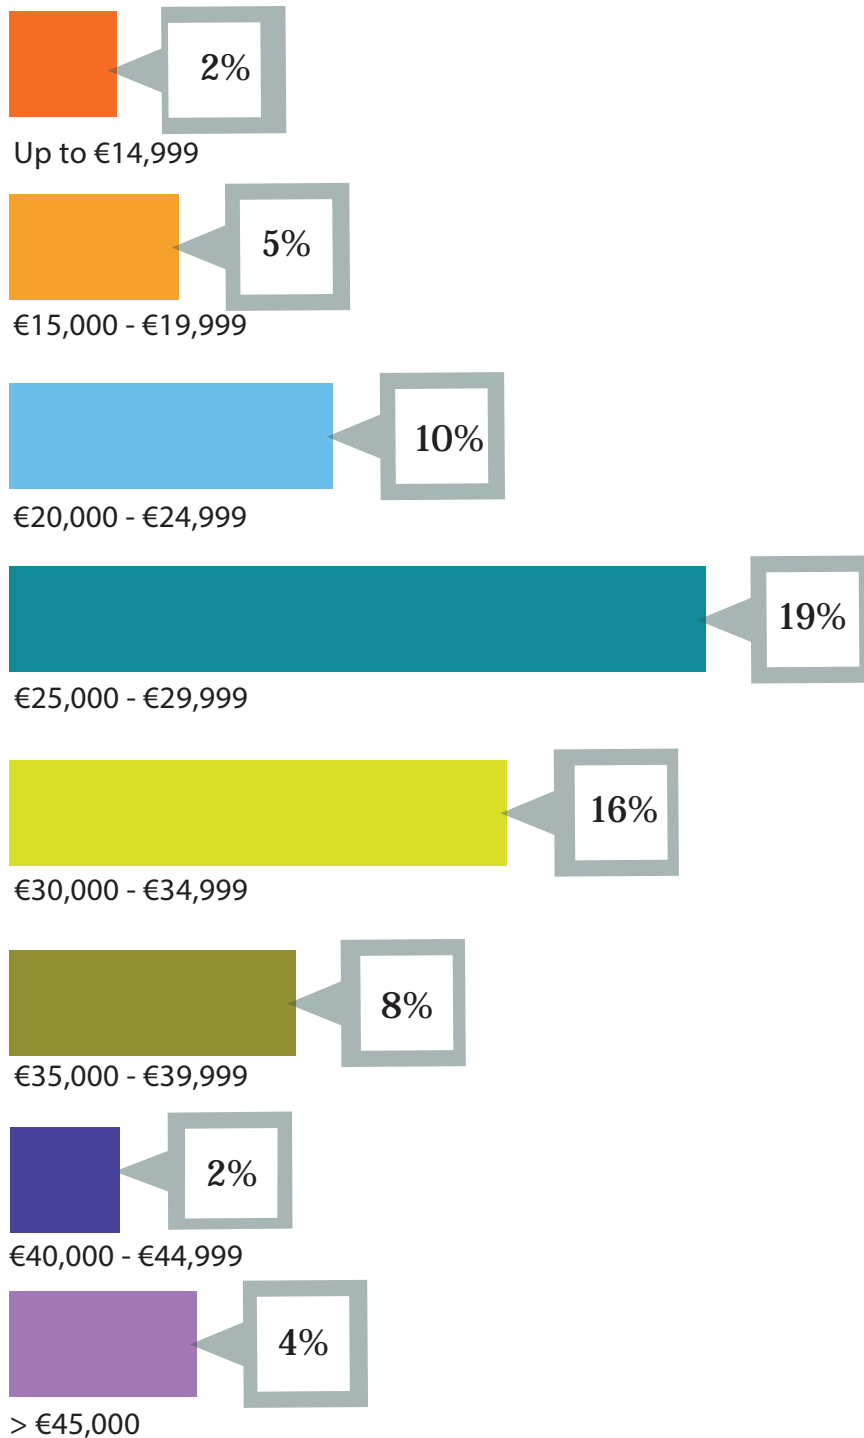 2%
Up to €14,999
5%
€15,000 - €19,999
10%
€20,000 - €24,999
19%
€25,000 - €29,999
16%
€30,000 - €34,999
8%
€35,000 - €39,999
2%
€40,000 - €44,999
4%
> €45,000